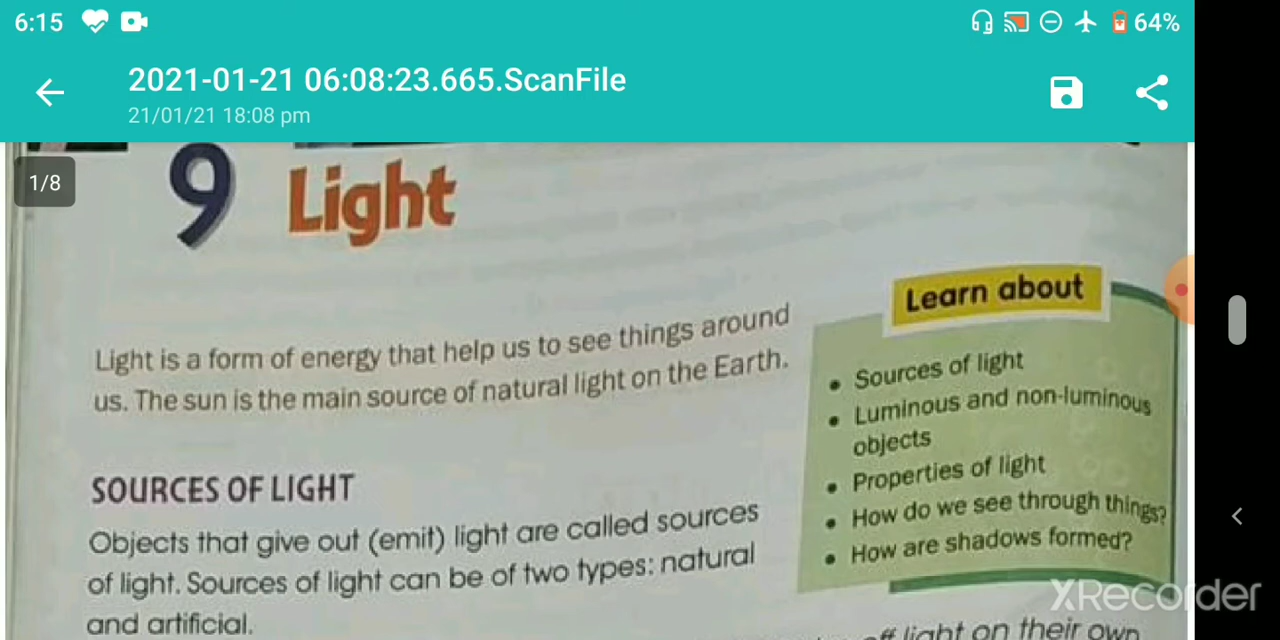 6:15
64%
2021-01-21 06:08:23.665.ScanFile
21/01/21 18:08 pm
1/8
9 Light
Learn about
Light is a form of energy that help us to see things around
us. The sun is the main source of natural light on the Earth.
• Sources of light
• Luminous and non-luminous
objects
• Properties of light
• How do we see through things?
• How are shadows formed?
SOURCES OF LIGHT
Objects that give out (emit) light are called sources
of light. Sources of light can be of two types: natural
and artificial.
off light on their own
XRecorder